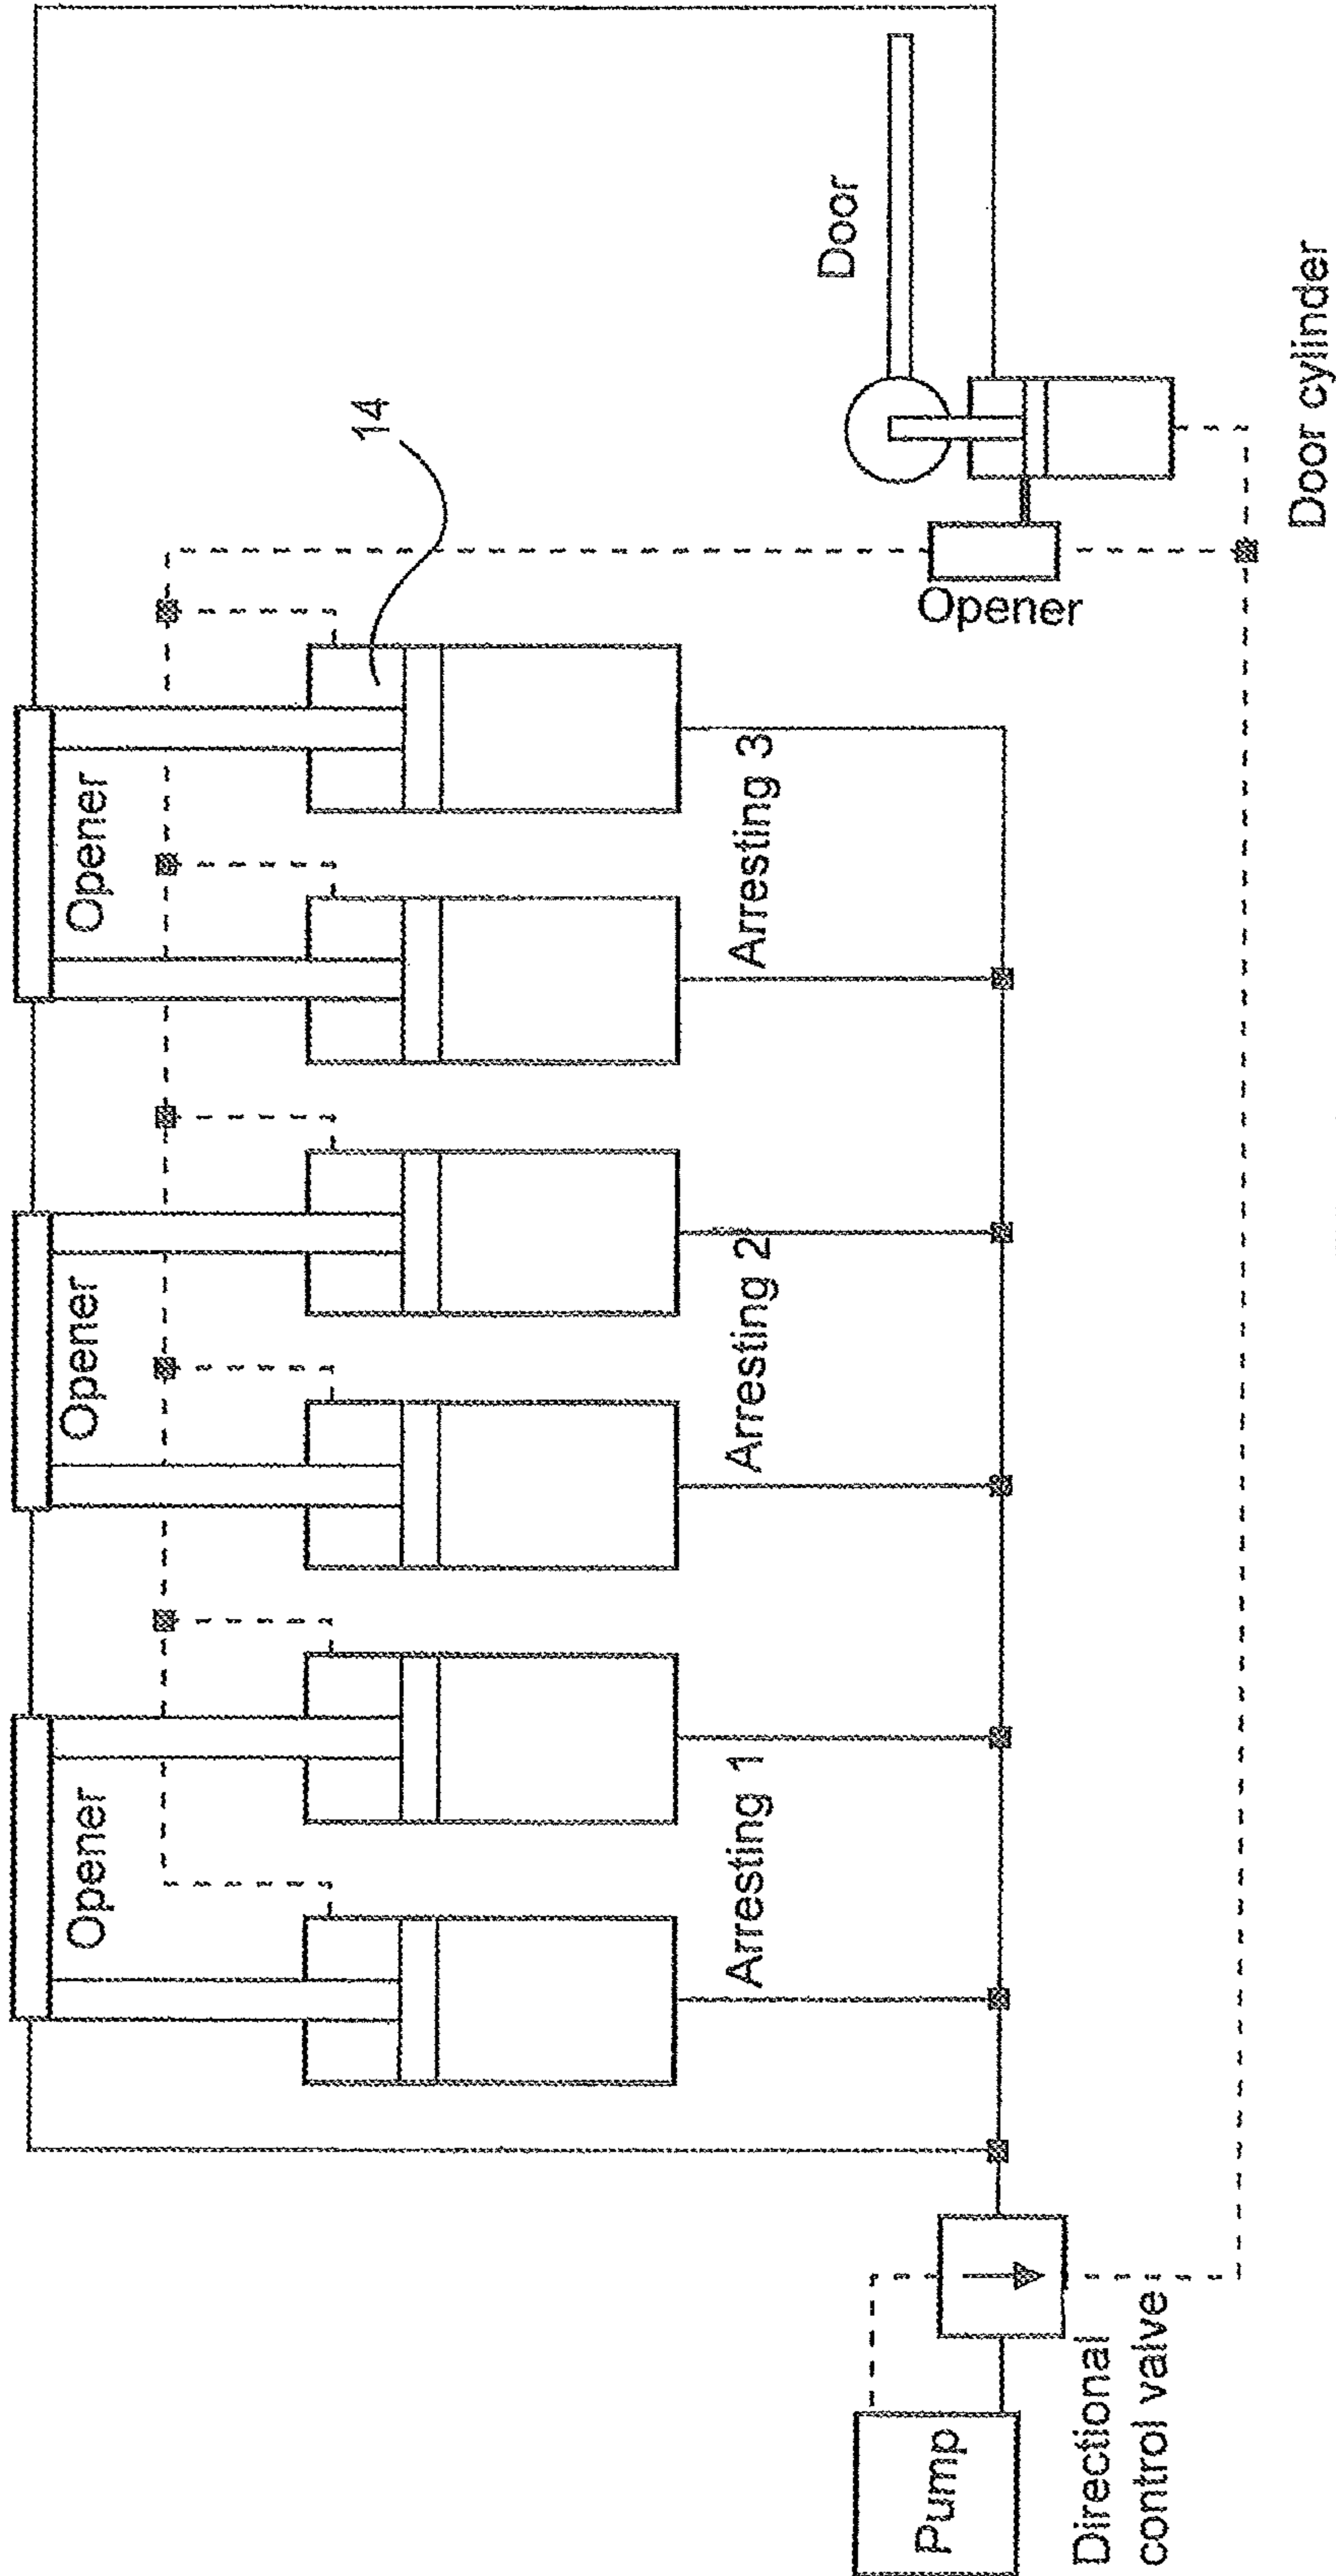 Opener
Opener
Opener
14
Door
Arresting 1
Arresting 2
Arresting 3
Opener
Pump
Directional
control valve
Door cylinder